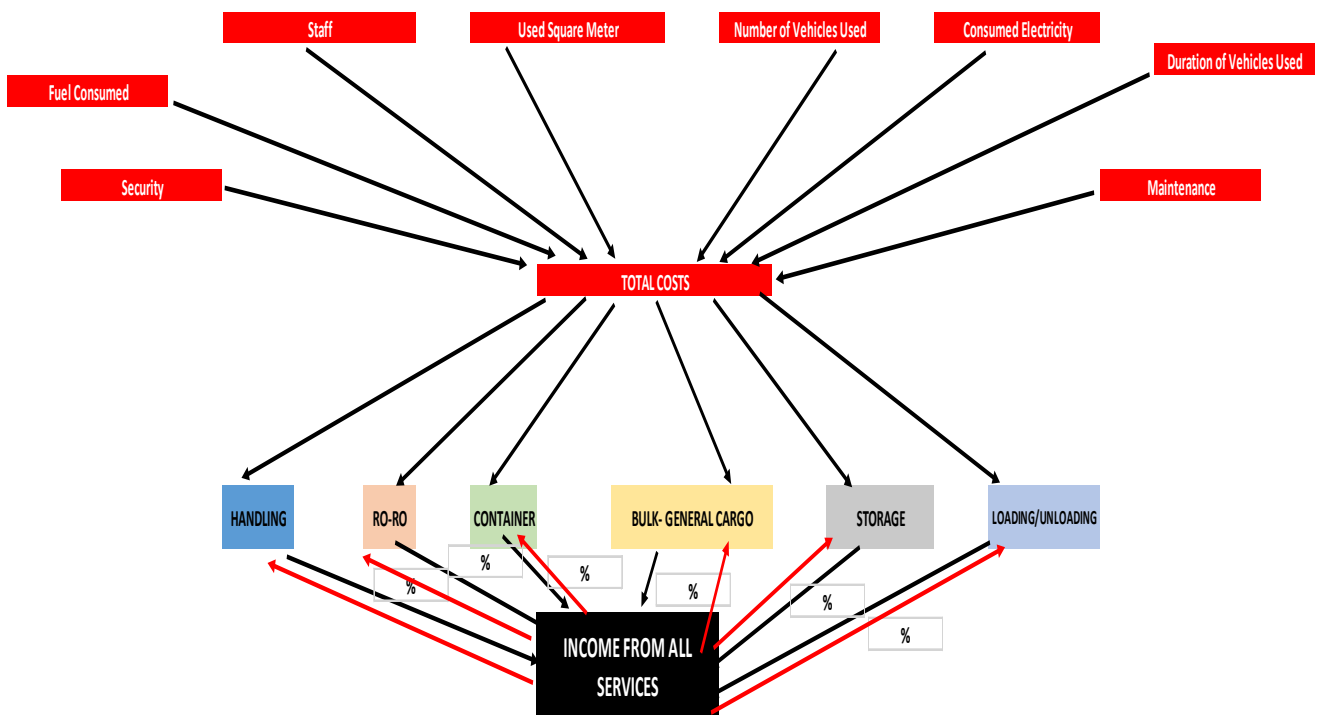 Staff
Used Square Meter
Number of Vehicles Used
Consumed Electricity
Duration of Vehicles Used
Fuel Consumed
Security
Maintenance
TOTAL COSTS
HANDLING
RO-RO
CONTAINER
BULK- GENERAL CARGO
STORAGE
LOADING/UNLOADING
%
%
%
%
%
%
INCOME FROM ALL
SERVICES